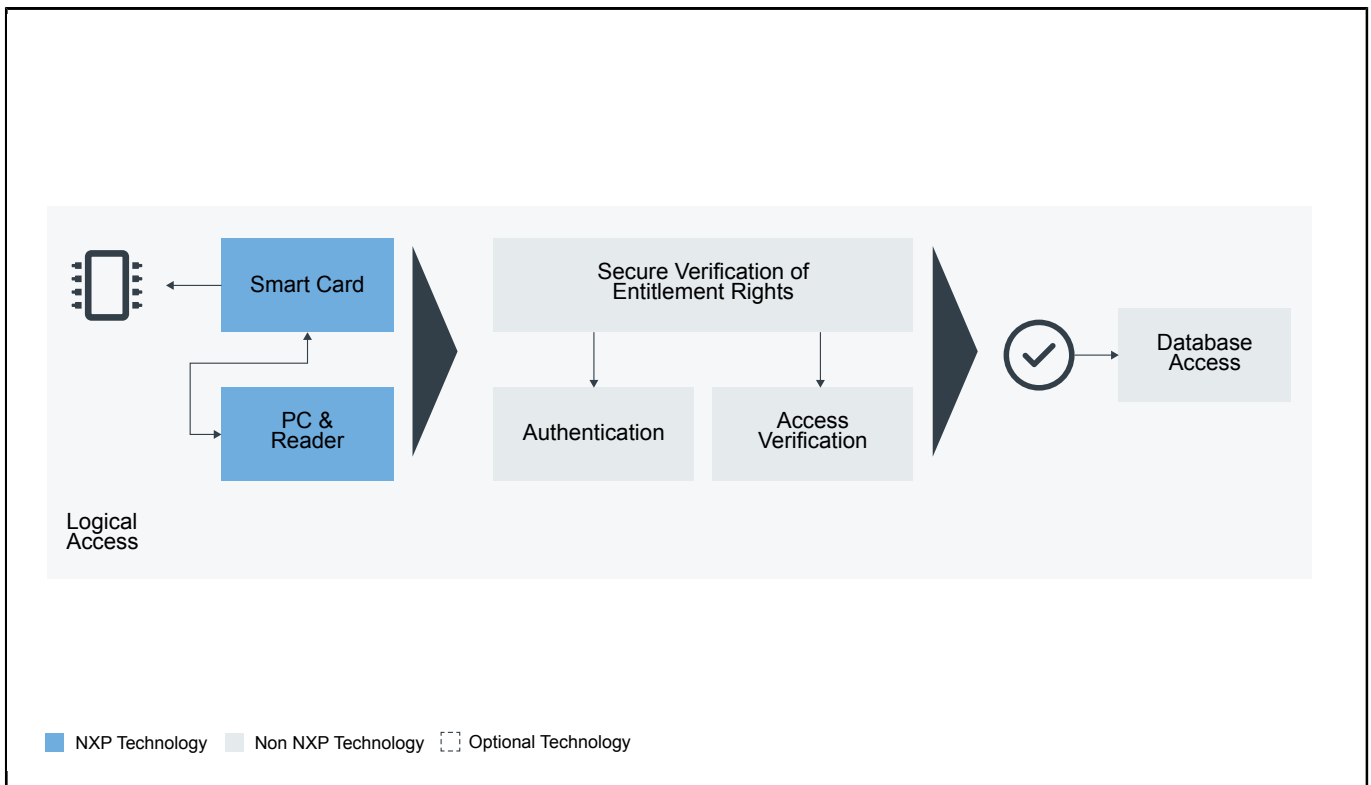 Smart Card
PC &
Reader
Secure Verification of
Entitlement Rights
Authentication
Access
Verification
Database
Access
Logical
Access
NXP Technology
Non NXP Technology
Optional Technology